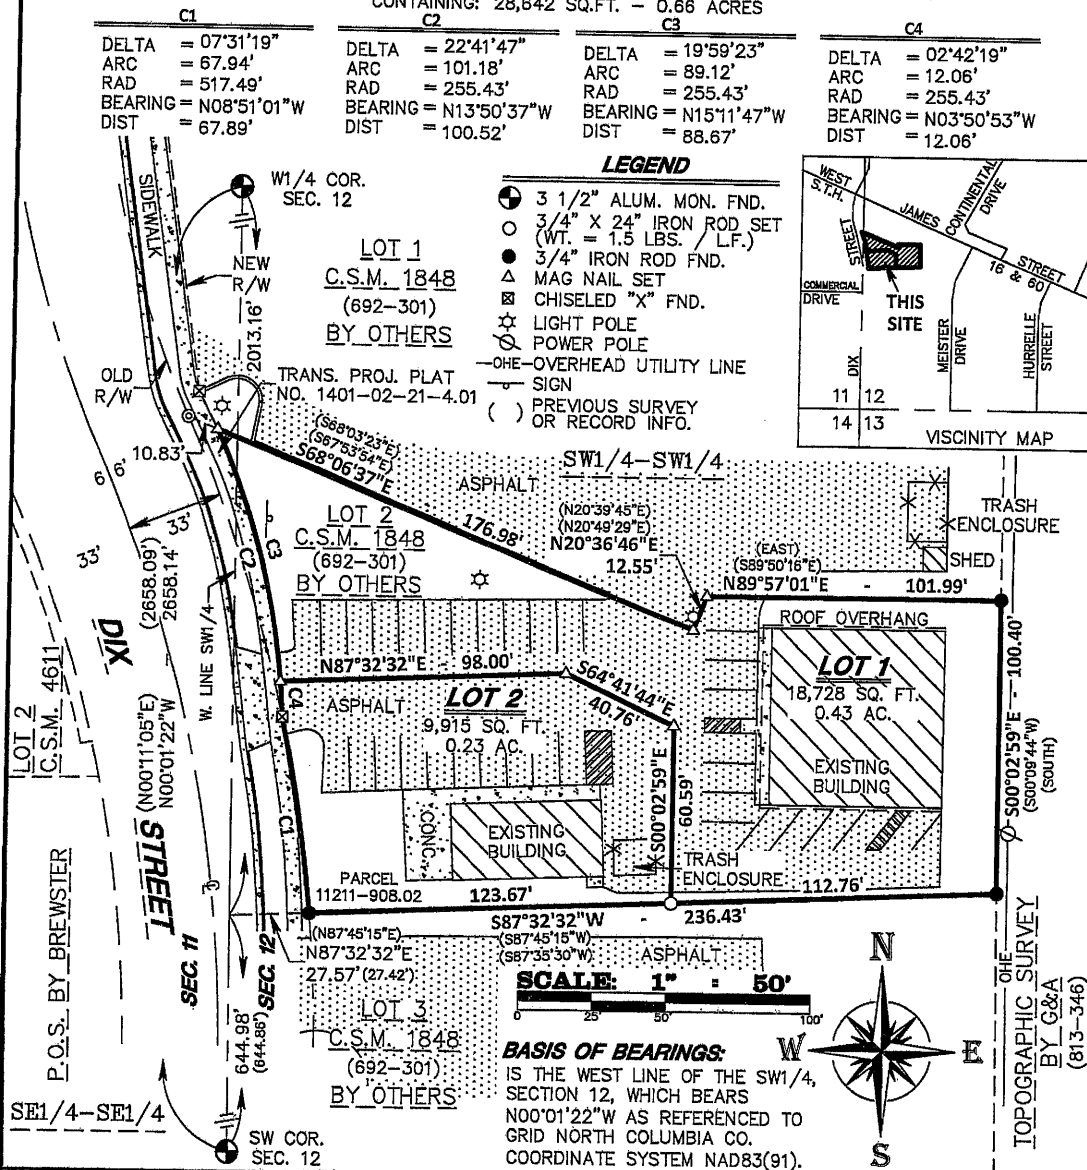 CONTAINING: 28,642 SQ.FT. - 0.66 ACRES
C1
DELTA = 07°31'19"
ARC = 67.94'
RAD = 517.49'
BEARING = N08°51'01"W
DIST = 67.89'
C2
DELTA = 22°41'47"
ARC = 101.18'
RAD = 255.43'
BEARING = N13°50'37"W
DIST = 100.52'
C3
DELTA = 19°59'23"
ARC = 89.12'
RAD = 255.43'
BEARING = N15°11'47"W
DIST = 88.67'
C4
DELTA = 02°42'19"
ARC = 12.06'
RAD = 255.43'
BEARING = N03°50'53"W
DIST = 12.06'
LEGEND
3 1/2" ALUM. MON. FND.
3/4" X 24" IRON ROD SET
(WT. = 1.5 LBS. / L.F.)
3/4" IRON ROD FND.
MAG NAIL SET
CHISELED "X" FND.
LIGHT POLE
POWER POLE
—OHE—OVERHEAD UTILITY LINE
SIGN
( ) PREVIOUS SURVEY
OR RECORD INFO.
WEST
S.T.H.
JAMES
STREET
16 & 60
CONTINENTAL
DRIVE
STREET
COMMERCIAL
DRIVE
THIS
SITE
MEISTER
DRIVE
HURRELLE
STREET
DIX
11 12
14 13
VISCINITY MAP
SIDEWALK
W1/4 COR.
SEC. 12
NEW
R/W
2013.16'
LOT 1
C.S.M. 1848
(692-301)
BY OTHERS
OLD
R/W
TRANS. PROJ. PLAT
NO. 1401-02-21-4.01
10.83'
66'
33'
33'
(S68°03'23"E)
(S67°53'54"E)
S68°06'37"E
176.98'
ASPHALT
SW1/4-SW1/4
LOT 2
C.S.M. 1848
(692-301)
BY OTHERS
(N20°39'45"E)
(N20°49'29"E)
N20°36'46"E
12.55'
(EAST)
(S89°50'16"E)
N89°57'01"E - 101.99'
TRASH
ENCLOSURE
SHED
ROOF OVERHANG
LOT 1
18,728 SQ. FT.
0.43 AC.
EXISTING
BUILDING
S00°02'59"E - 100.40'
(S00°09'44"W)
(SOUTH)
C2
C3
C4
C1
N87°32'32"E - 98.00'
S64°41'44"E
40.76'
ASPHALT
LOT 2
9,915 SQ. FT.
0.23 AC.
S00°02'59"E
60.59'
CONC.
EXISTING
BUILDING
TRASH
ENCLOSURE
PARCEL
11211-908.02
123.67'
112.76'
S87°32'32"W - 236.43'
(S87°45'15"W)
(S87°35'30"W)
ASPHALT
(N87°45'15"E)
N87°32'32"E
27.57' (27.42')
DIX
STREET
(2658.09')
2658.14'
(N00°11'05"E)
N00°01'22"W
W. LINE SW1/4
LOT 2
C.S.M. 4611
P.O.S. BY BREWSTER
SEC. 11
SEC. 12
644.98'
(644.86')
LOT 3
C.S.M. 1848
(692-301)
BY OTHERS
SE1/4-SE1/4
SW COR.
SEC. 12
SCALE: 1" = 50'
0 25' 50' 100'
BASIS OF BEARINGS:
IS THE WEST LINE OF THE SW1/4,
SECTION 12, WHICH BEARS
N00°01'22"W AS REFERENCED TO
GRID NORTH COLUMBIA CO.
COORDINATE SYSTEM NAD83(91).
N
W
E
S
OHE
TOPOGRAPHIC SURVEY
BY G&A
(813-346)